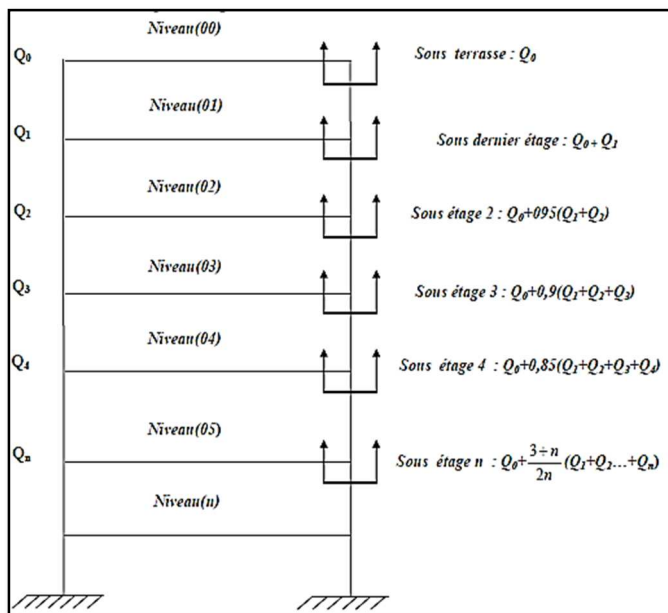 Niveau(00)
Q₀
Sous terrasse : Q₀
Niveau(01)
Q₁
Sous dernier étage : Q₀ + Q₁
Niveau(02)
Q₂
Sous étage 2 : Q₀+095(Q₁+Q₂)
Niveau(03)
Q₃
Sous étage 3 : Q₀+0,9(Q₁+Q₂+Q₃)
Niveau(04)
Q₄
Sous étage 4 : Q₀+0,85(Q₁+Q₂+Q₃+Q₄)
Niveau(05)
Qₙ
Sous étage n : Q₀+(3÷n)/(2n) (Q₁+Q₂...+Qₙ)
Niveau(n)